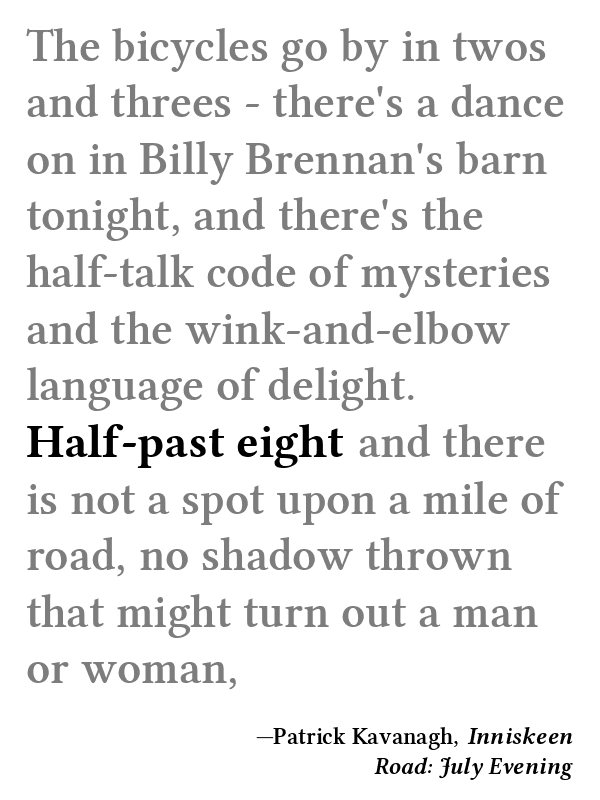 The bicycles go by in twos
and threes - there's a dance
on in Billy Brennan's barn
tonight, and there's the
half-talk code of mysteries
and the wink-and-elbow
language of delight.
Half-past eight and there
is not a spot upon a mile of
road, no shadow thrown
that might turn out a man
or woman,
—Patrick Kavanagh, Inniskeen
Road: July Evening